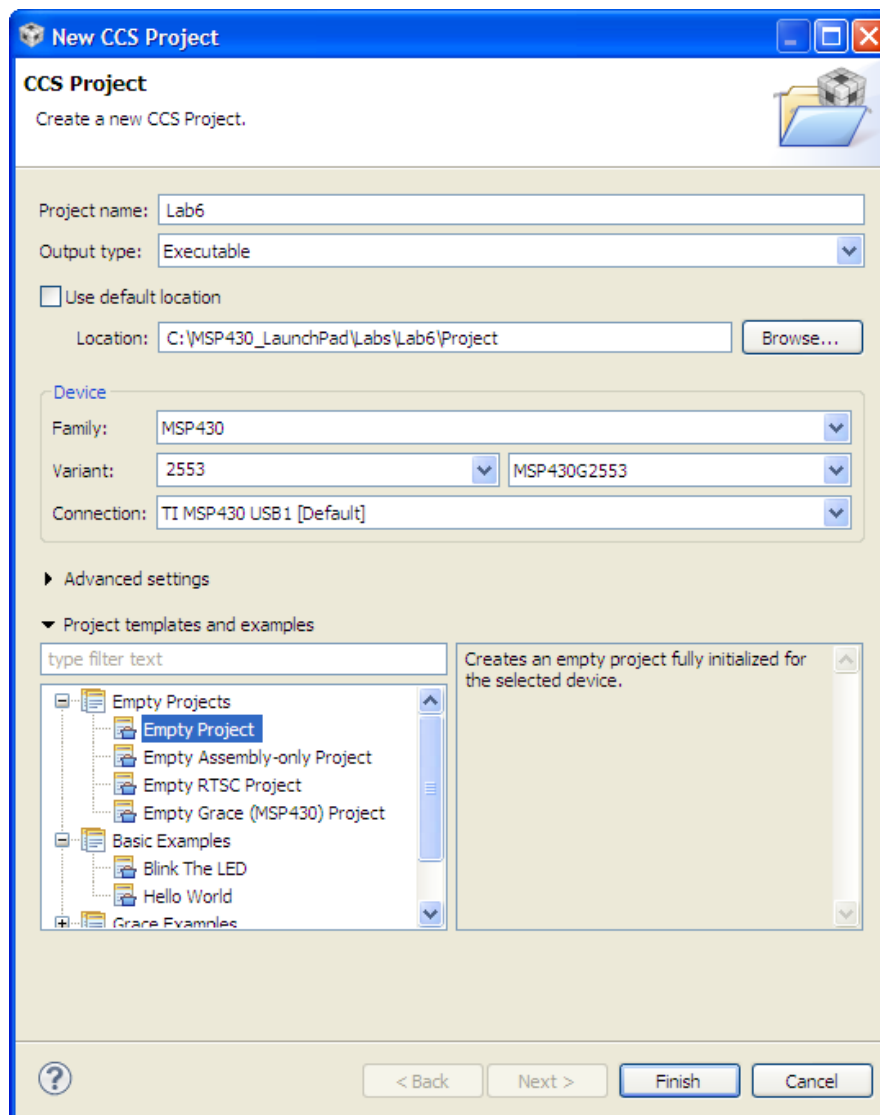 New CCS Project
CCS Project
Create a new CCS Project.
Project name: Lab6
Output type: Executable
Use default location
Location: C:\MSP430_LaunchPad\Labs\Lab6\Project Browse...
Device
Family: MSP430
Variant: 2553 MSP430G2553
Connection: TI MSP430 USB1 [Default]
Advanced settings
Project templates and examples
type filter text
Creates an empty project fully initialized for
the selected device.
Empty Projects
Empty Project
Empty Assembly-only Project
Empty RTSC Project
Empty Grace (MSP430) Project
Basic Examples
Blink The LED
Hello World
Grace Examples
? < Back Next > Finish Cancel